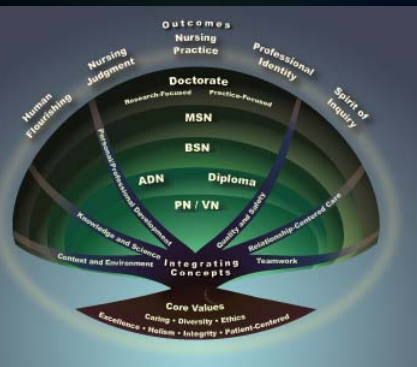 Outcomes
Nursing
Practice
Nursing
Judgment
Professional
Identity
Human
Flourishing
Spirit of
Inquiry
Doctorate
Research-Focused Practice-Focused
MSN
BSN
ADN Diploma
PN / VN
Personal/Professional Development
Quality and Safety
Knowledge and Science
Relationship-Centered Care
Context and Environment
Integrating
Concepts
Teamwork
Core Values
Caring • Diversity • Ethics
Excellence • Holism • Integrity • Patient-Centered